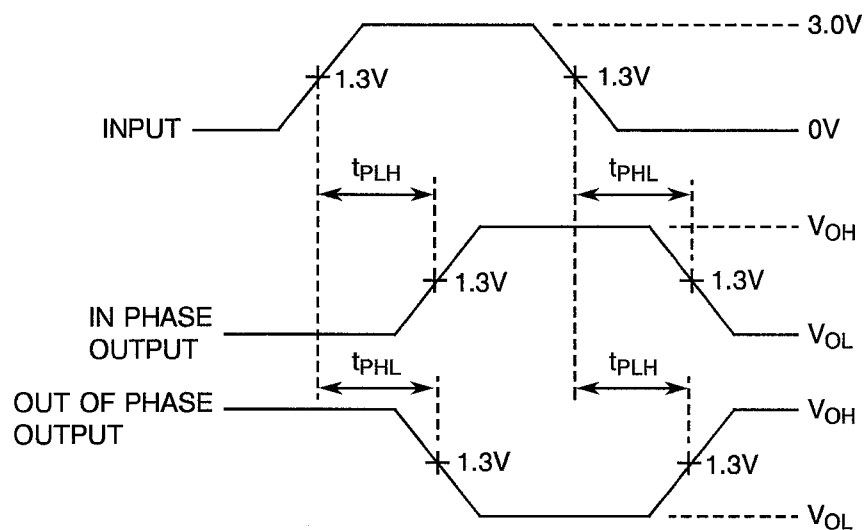 3.0V
1.3V
1.3V
INPUT
0V
tPLH
tPHL
VOH
1.3V
1.3V
IN PHASE
OUTPUT
VOL
tPHL
tPLH
OUT OF PHASE
OUTPUT
VOH
1.3V
1.3V
VOL